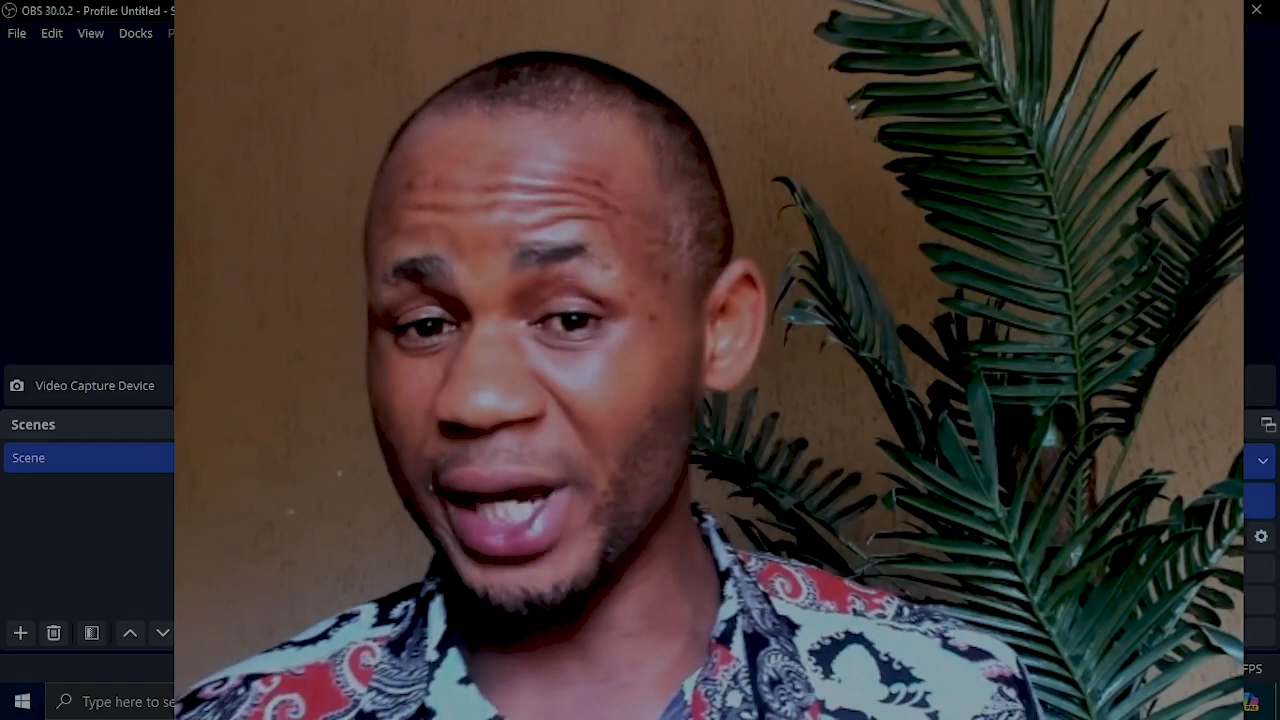 OBS 30.0.2 - Profile: Untitled - S
File Edit View Docks P
Video Capture Device
Scenes
Scene
FPS
Type here to se